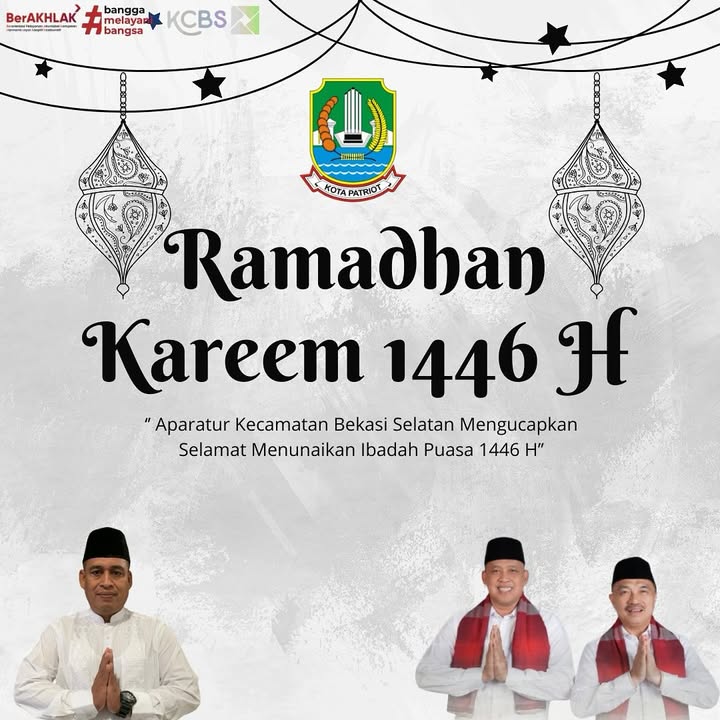 BerAKHLAK
#bangga
melayani
bangsa
KCBS
KOTA PATRIOT
Ramadhan
Kareem 1446 H
“ Aparatur Kecamatan Bekasi Selatan Mengucapkan
Selamat Menunaikan Ibadah Puasa 1446 H”